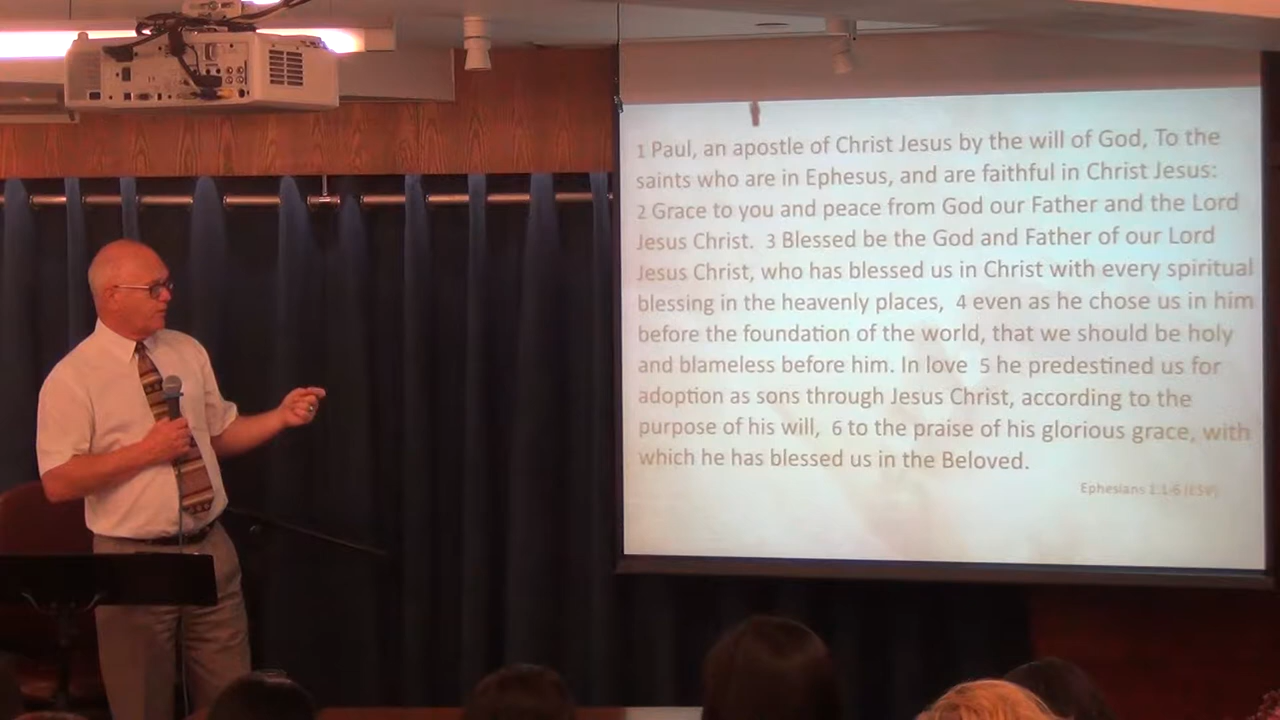 1 Paul, an apostle of Christ Jesus by the will of God, To the
saints who are in Ephesus, and are faithful in Christ Jesus:
2 Grace to you and peace from God our Father and the Lord
Jesus Christ.  3 Blessed be the God and Father of our Lord
Jesus Christ, who has blessed us in Christ with every spiritual
blessing in the heavenly places,  4 even as he chose us in him
before the foundation of the world, that we should be holy
and blameless before him. In love  5 he predestined us for
adoption as sons through Jesus Christ, according to the
purpose of his will,  6 to the praise of his glorious grace, with
which he has blessed us in the Beloved.
Ephesians 1:1-6 (ESV)